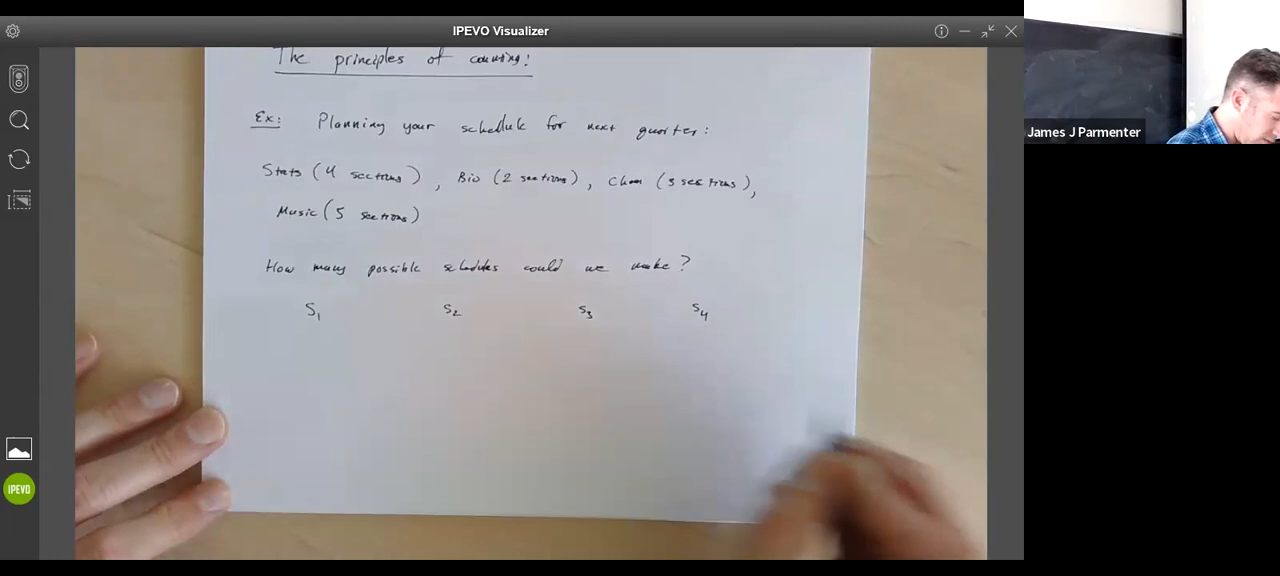 IPEVO Visualizer
The principles of counting:
James J Parmenter
Ex: Planning your schedule for next quarter:
Stats (4 sections), Bio (2 sections), Chem (3 sections),
Music (5 sections)
How many possible schedules could we make?
S1 S2 S3 S4
IPEVO